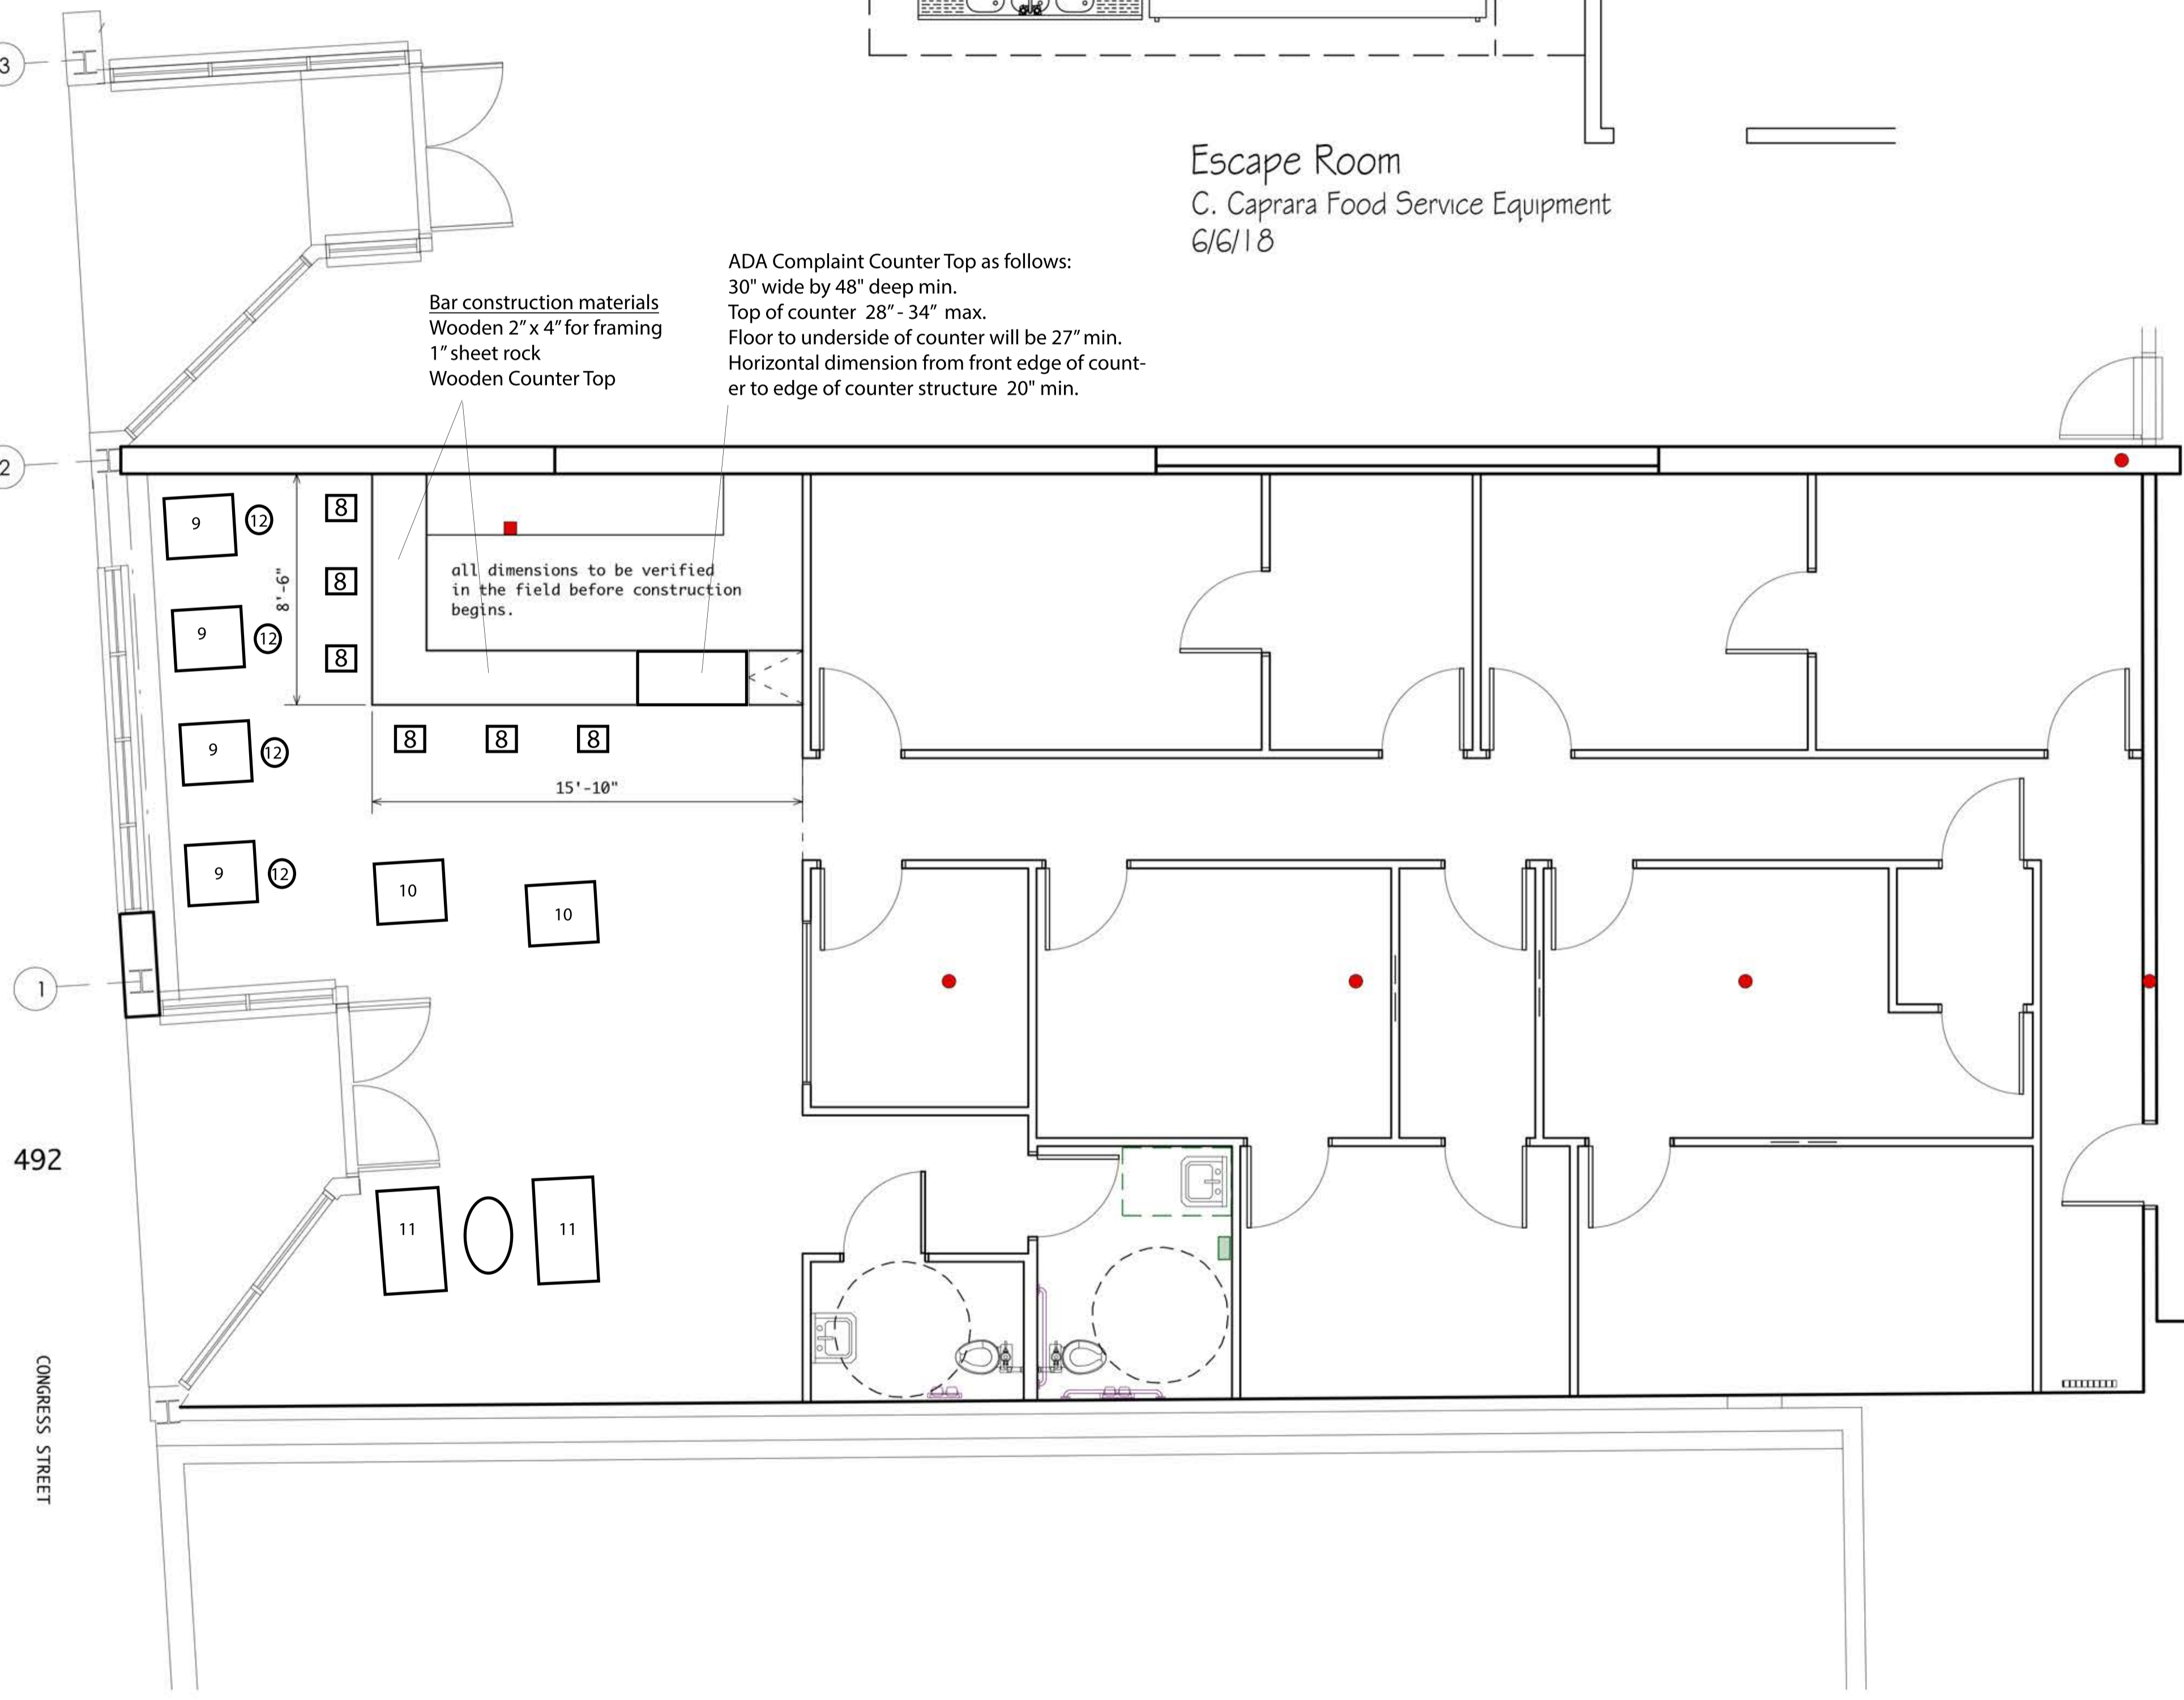 3
Escape Room
C. Caprara Food Service Equipment
6/6/18
ADA Complaint Counter Top as follows:
30" wide by 48" deep min.
Top of counter 28” - 34” max.
Floor to underside of counter will be 27” min.
Horizontal dimension from front edge of count-
er to edge of counter structure 20" min.
Bar construction materials
Wooden 2” x 4” for framing
1” sheet rock
Wooden Counter Top
2
9
12
8
8'-6"
all dimensions to be verified
in the field before construction
begins.
8
9
12
8
8
8
8
9
12
15'-10"
9
12
10
10
1
492
11
11
CONGRESS STREET